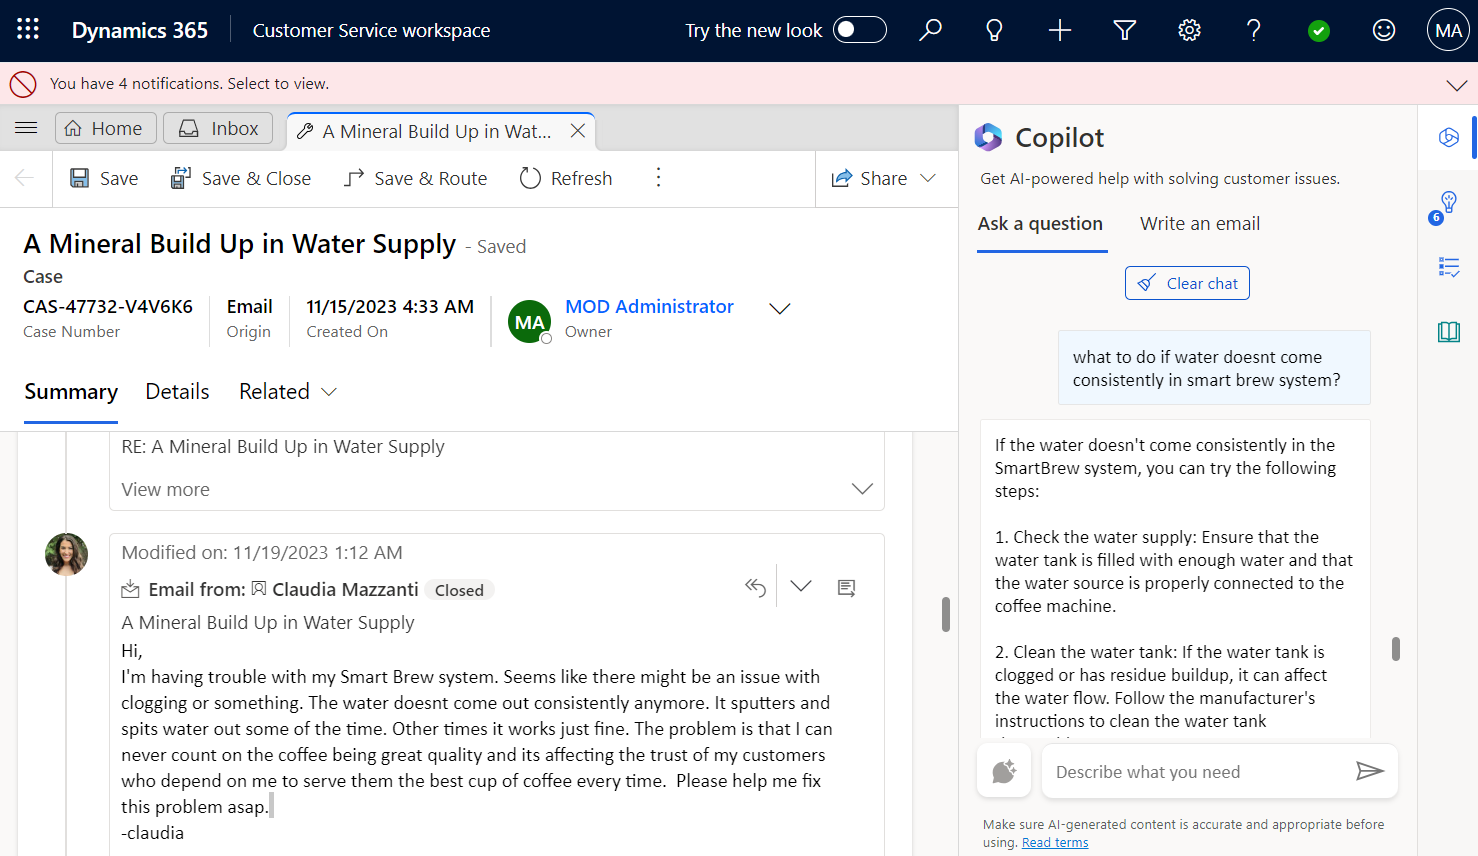 Dynamics 365
Customer Service workspace
Try the new look
MA
You have 4 notifications. Select to view.
Home
Inbox
A Mineral Build Up in Wat...
Save
Save & Close
Save & Route
Refresh
Share
A Mineral Build Up in Water Supply - Saved
Case
CAS-47732-V4V6K6
Case Number
Email
Origin
11/15/2023 4:33 AM
Created On
MA
MOD Administrator
Owner
Summary
Details
Related
RE: A Mineral Build Up in Water Supply
View more
Modified on: 11/19/2023 1:12 AM
Email from: Claudia Mazzanti Closed
A Mineral Build Up in Water Supply
Hi,
I'm having trouble with my Smart Brew system. Seems like there might be an issue with
clogging or something. The water doesnt come out consistently anymore. It sputters and
spits water out some of the time. Other times it works just fine. The problem is that I can
never count on the coffee being great quality and its affecting the trust of my customers
who depend on me to serve them the best cup of coffee every time.  Please help me fix
this problem asap.
-claudia
Copilot
Get AI-powered help with solving customer issues.
Ask a question
Write an email
Clear chat
what to do if water doesnt come
consistently in smart brew system?
If the water doesn't come consistently in the
SmartBrew system, you can try the following
steps:
1. Check the water supply: Ensure that the
water tank is filled with enough water and that
the water source is properly connected to the
coffee machine.
2. Clean the water tank: If the water tank is
clogged or has residue buildup, it can affect
the water flow. Follow the manufacturer's
instructions to clean the water tank
Describe what you need
Make sure AI-generated content is accurate and appropriate before
using. Read terms
6